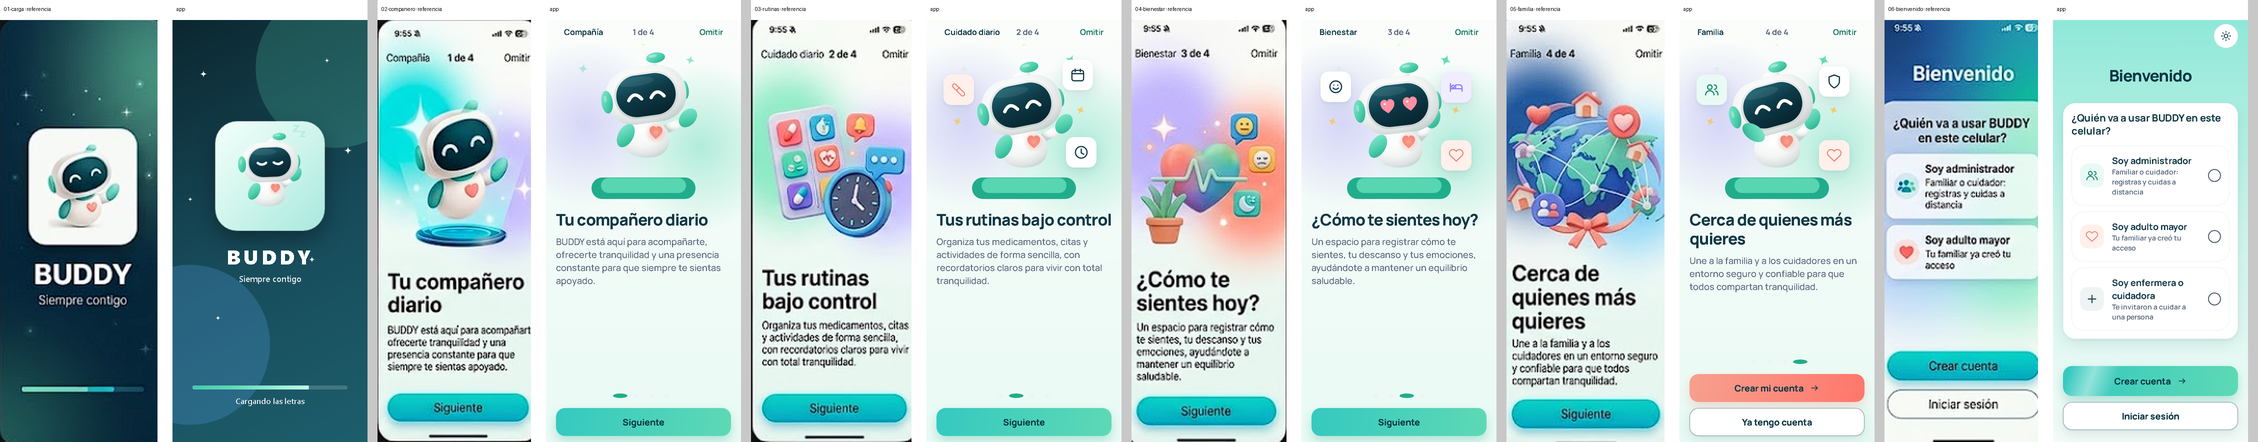 01-carga · referencia
BUDDY
Siempre contigo
app
BUDDY
Siempre contigo
Cargando las letras
02-companero · referencia
9:55
Compañía 1 de 4 Omitir
Tu compañero
diario
BUDDY está aquí para acompañart
ofrecerte tranquilidad y una
presencia constante para que
siempre te sientas apoyado.
Siguiente
app
Compañía 1 de 4 Omitir
Tu compañero diario
BUDDY está aquí para acompañarte,
ofrecerte tranquilidad y una presencia
constante para que siempre te sientas
apoyado.
Siguiente
03-rutinas · referencia
9:55
Cuidado diario 2 de 4 Omitir
Tus rutinas
bajo control
Organiza tus medicamentos, citas
y actividades de forma sencilla,
con recordatorios claros para vivir
con total tranquilidad.
Siguiente
app
Cuidado diario 2 de 4 Omitir
Tus rutinas bajo control
Organiza tus medicamentos, citas y
actividades de forma sencilla, con
recordatorios claros para vivir con total
tranquilidad.
Siguiente
04-bienestar · referencia
9:55
Bienestar 3 de 4 Omitir
¿Cómo te
sientes hoy?
Un espacio para registrar cómo
te sientes, tu descanso y tus
emociones, ayudándote a
mantener un equilibrio
saludable.
Siguiente
app
Bienestar 3 de 4 Omitir
¿Cómo te sientes hoy?
Un espacio para registrar cómo te
sientes, tu descanso y tus emociones,
ayudándote a mantener un equilibrio
saludable.
Siguiente
05-familia · referencia
9:55
Familia 4 de 4 Omitir
Cerca de
quienes más
quieres
Une a la familia y a los
cuidadores en un entorno seguro
y confiable para que todos
compartan tranquilidad.
Siguiente
app
Familia 4 de 4 Omitir
Cerca de quienes más
quieres
Une a la familia y a los cuidadores en un
entorno seguro y confiable para que
todos compartan tranquilidad.
Crear mi cuenta →
Ya tengo cuenta
06-bienvenido · referencia
9:55
Bienvenido
¿Quién va a usar BUDDY
en este celular?
Soy administrador
Familiar o cuidador:
registras y cuidas a
distancia
Soy adulto mayor
Tu familiar ya creó tu
acceso
Crear cuenta
Iniciar sesión
app
Bienvenido
¿Quién va a usar BUDDY en este
celular?
Soy administrador
Familiar o cuidador:
registras y cuidas a
distancia
Soy adulto mayor
Tu familiar ya creó tu
acceso
Soy enfermera o
cuidadora
Te invitaron a cuidar a
una persona
Crear cuenta →
Iniciar sesión